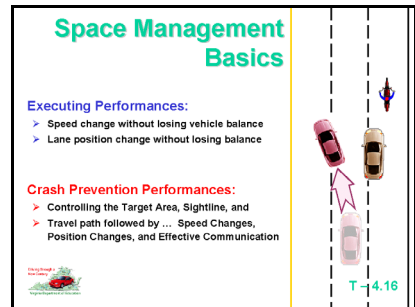 Space Management
Basics
Executing Performances:
Speed change without losing vehicle balance
Lane position change without losing balance
Crash Prevention Performances:
Controlling the Target Area, Sightline, and
Travel path followed by ... Speed Changes,
Position Changes, and Effective Communication
T – 4.16